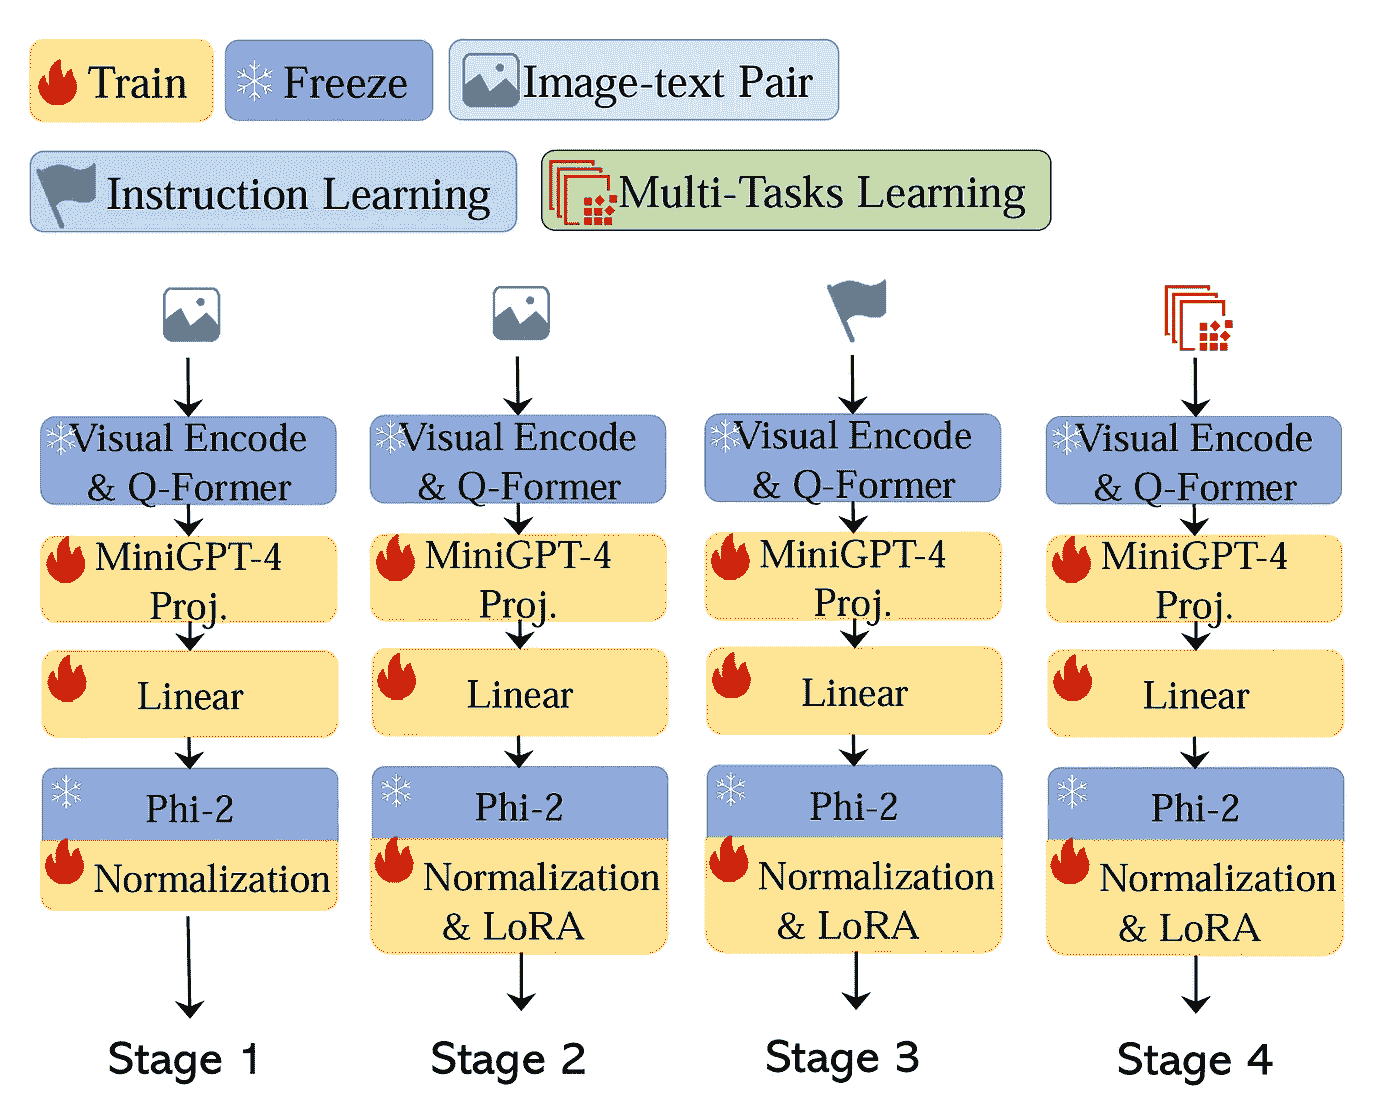 Train
Freeze
Image-text Pair
Instruction Learning
Multi-Tasks Learning
Visual Encode
& Q-Former
MiniGPT-4
Proj.
Linear
Phi-2
Normalization
Stage 1
Visual Encode
& Q-Former
MiniGPT-4
Proj.
Linear
Phi-2
Normalization
& LoRA
Stage 2
Visual Encode
& Q-Former
MiniGPT-4
Proj.
Linear
Phi-2
Normalization
& LoRA
Stage 3
Visual Encode
& Q-Former
MiniGPT-4
Proj.
Linear
Phi-2
Normalization
& LoRA
Stage 4